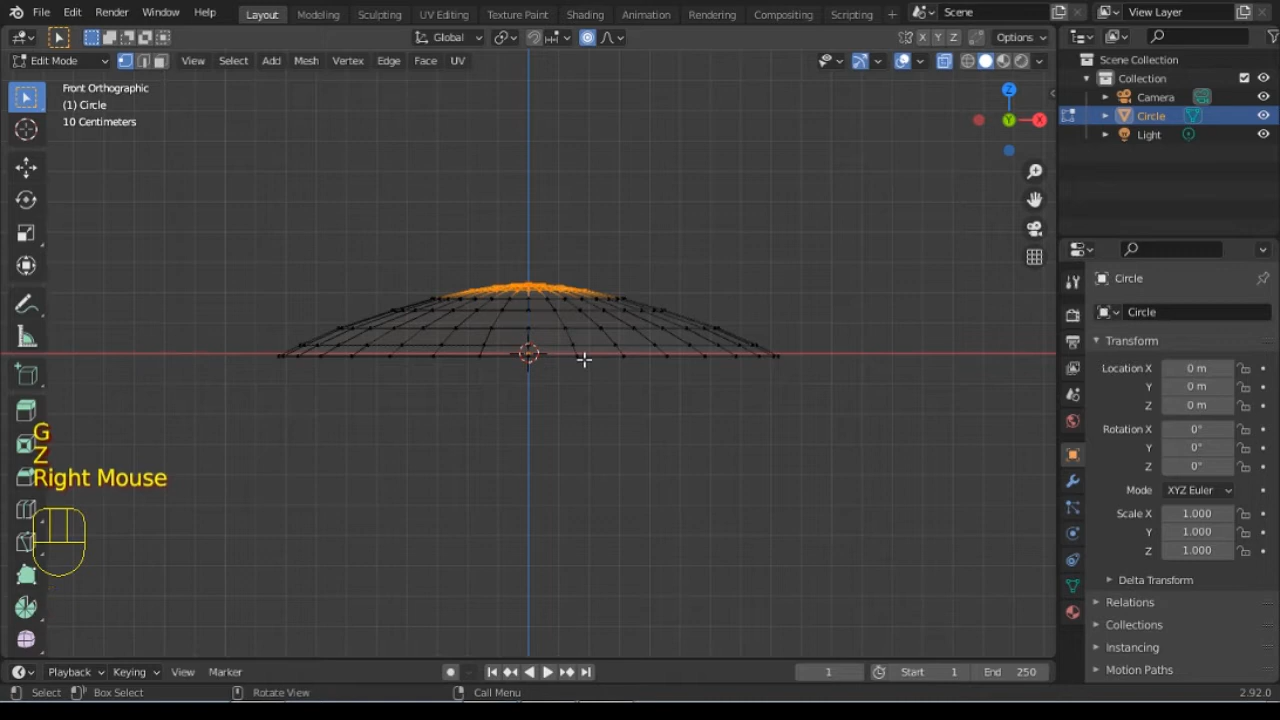 File Edit Render Window Help Layout Modeling Sculpting UV Editing Texture Paint Shading Animation Rendering Compositing Scripting + Scene View Layer
Global X Y Z Options
Edit Mode View Select Add Mesh Vertex Edge Face UV
Front Orthographic
(1) Circle
10 Centimeters
Z
Y
X
G
Z
Right Mouse
Scene Collection
Collection
Camera
Circle
Light
Circle
Circle
Transform
Location X 0 m
Y 0 m
Z 0 m
Rotation X 0°
Y 0°
Z 0°
Mode XYZ Euler
Scale X 1.000
Y 1.000
Z 1.000
Delta Transform
Relations
Collections
Instancing
Motion Paths
Playback Keying View Marker 1 Start 1 End 250
Select Box Select Rotate View Call Menu 2.92.0